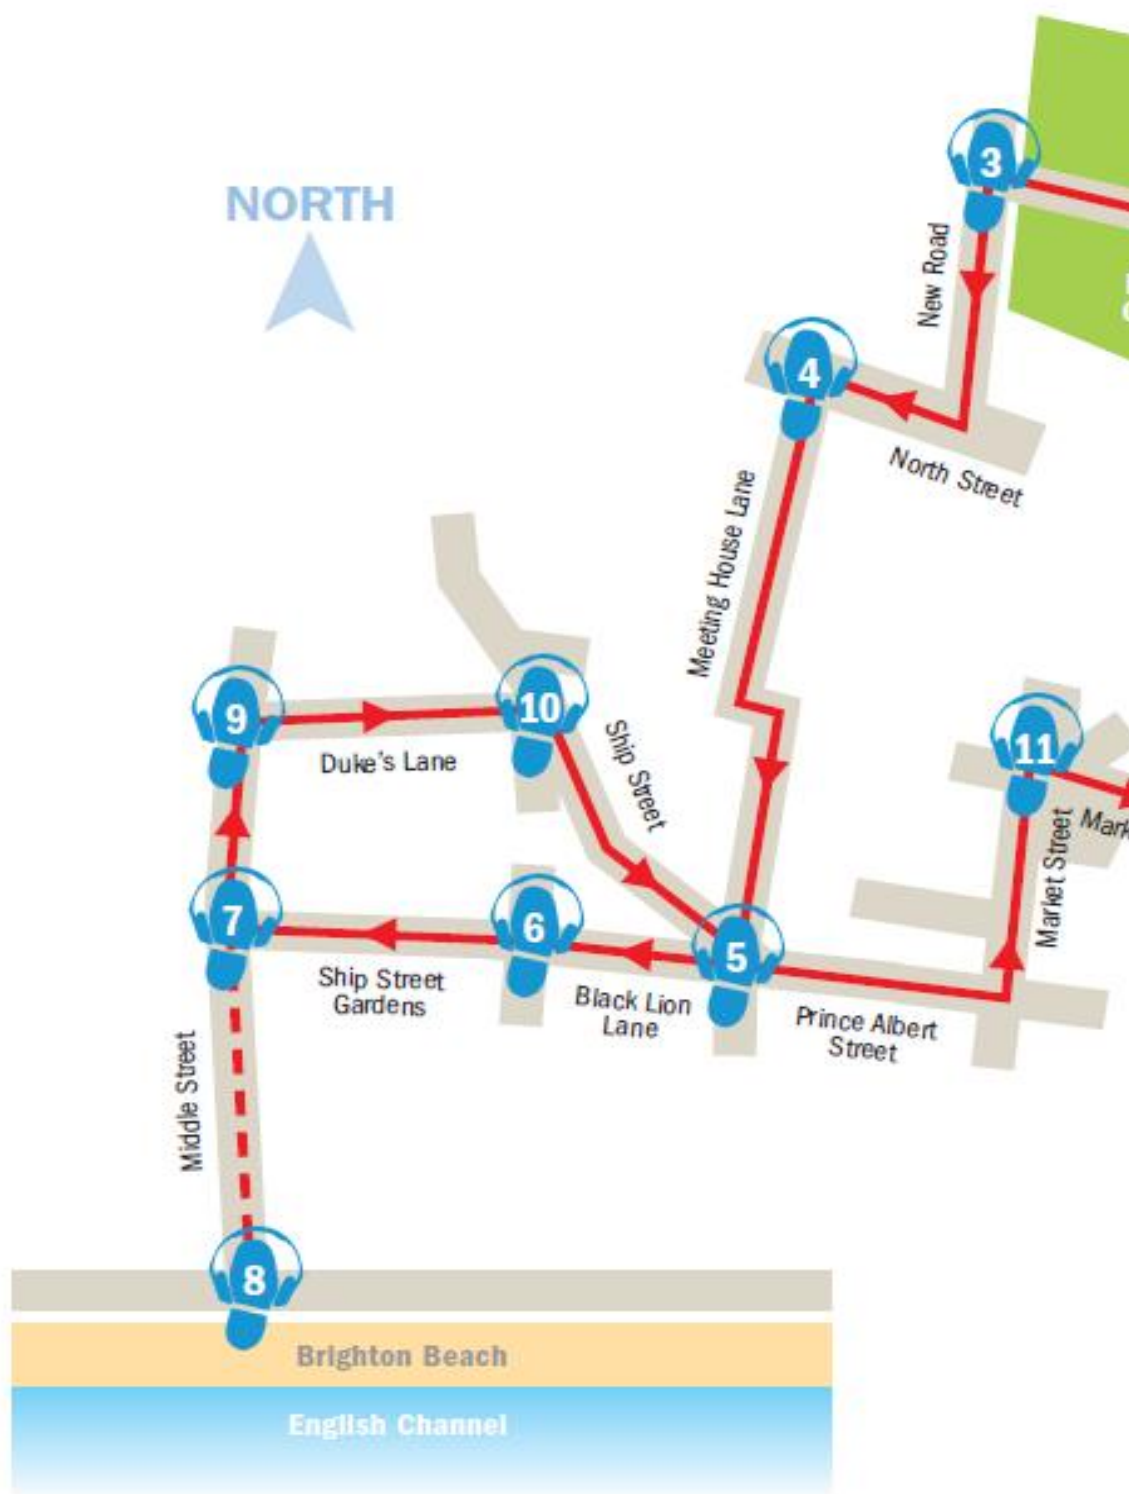 3
NORTH
New Road
4
North Street
Meeting House Lane
9
10
Duke's Lane
Ship Street
11
Mark
Market Street
7
6
5
Ship Street
Gardens
Black Lion
Lane
Prince Albert
Street
Middle Street
8
Brighton Beach
English Channel